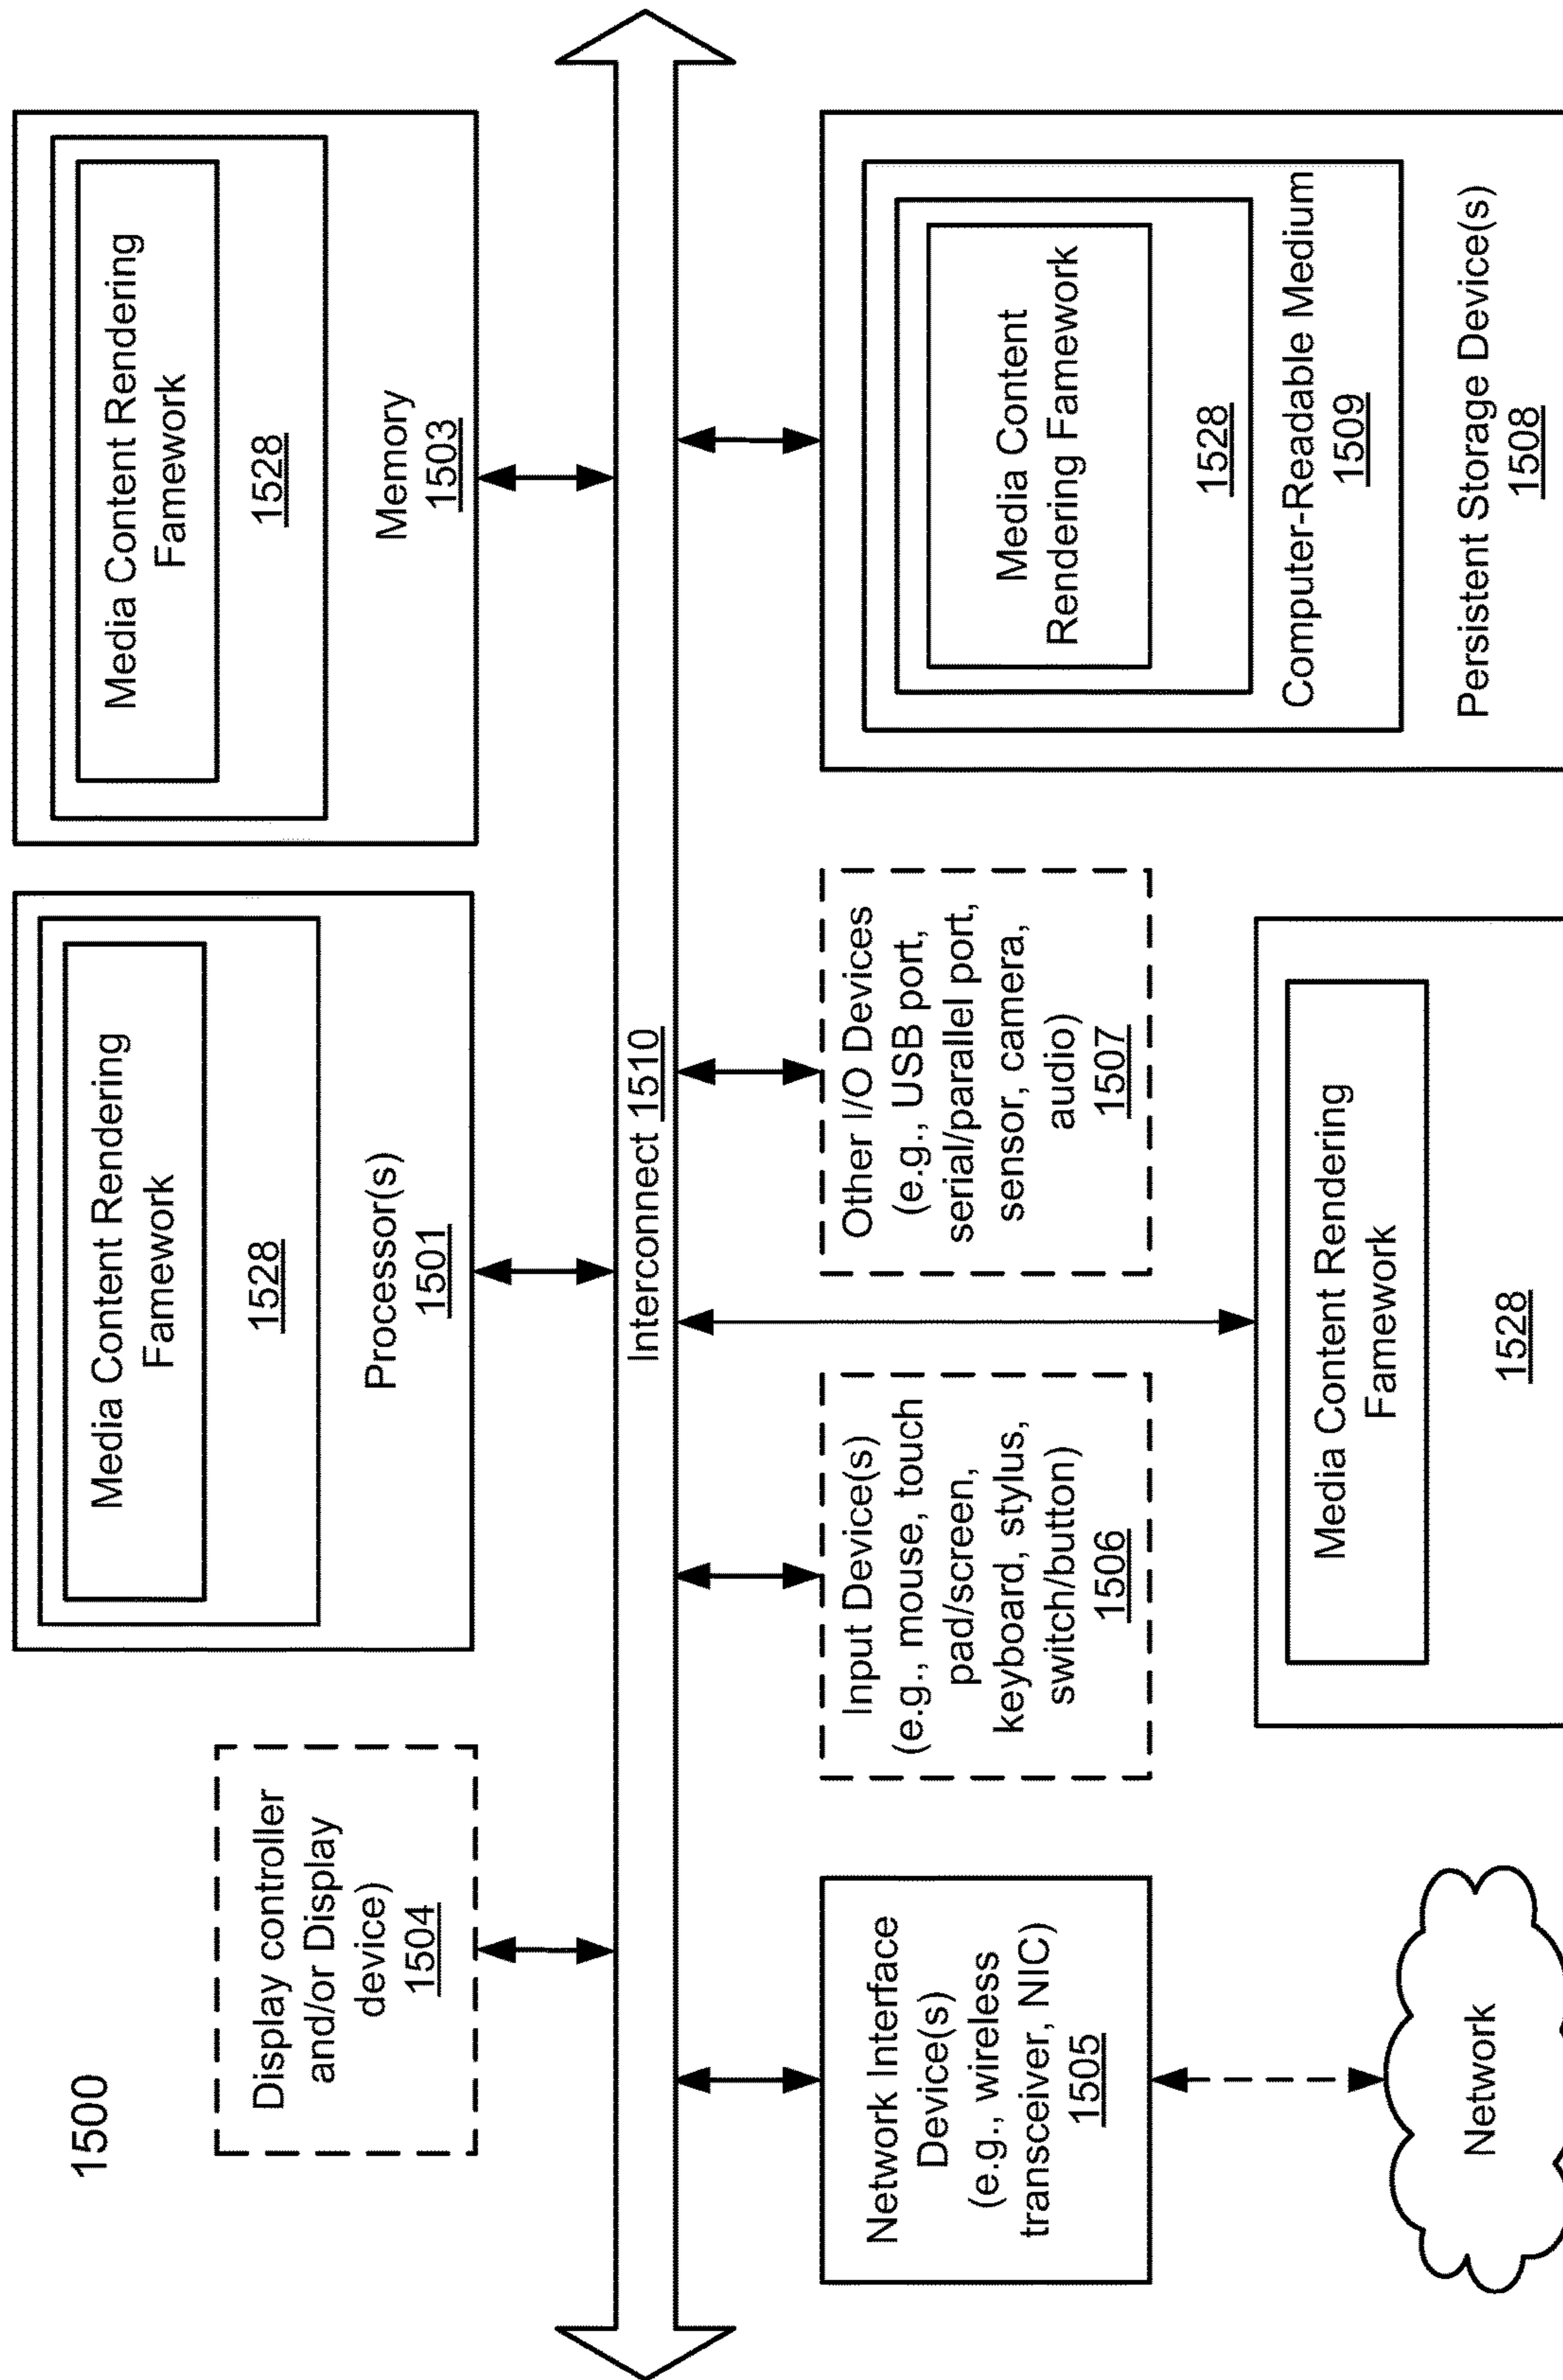 1500
Display controller
and/or Display
device)
1504
Media Content Rendering
Famework
1528
Processor(s)
1501
Media Content Rendering
Famework
1528
Memory
1503
Interconnect 1510
Network Interface
Device(s)
(e.g., wireless
transceiver, NIC)
1505
Input Device(s)
(e.g., mouse, touch
pad/screen,
keyboard, stylus,
switch/button)
1506
Other I/O Devices
(e.g., USB port,
serial/parallel port,
sensor, camera,
audio)
1507
Media Content
Rendering Famework
1528
Computer-Readable Medium
1509
Persistent Storage Device(s)
1508
Network
Media Content Rendering
Famework
1528